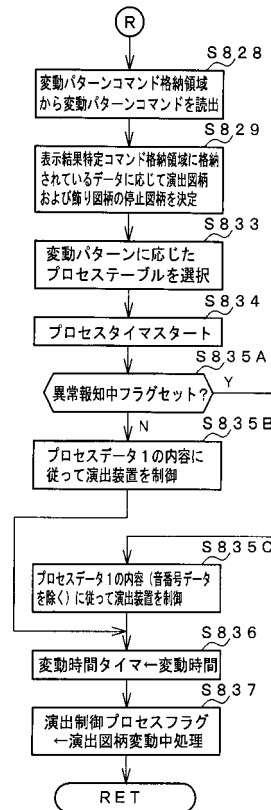 R
S828
変動パターンコマンド格納領域
から変動パターンコマンドを読出
S829
表示結果特定コマンド格納領域に格納
されているデータに応じて演出図柄
および飾り図柄の停止図柄を決定
S833
変動パターンに応じた
プロセステーブルを選択
S834
プロセスタイマスタート
S835A
異常報知中フラグセット?
Y
N
S835B
プロセスデータ1の内容に
従って演出装置を制御
S835C
プロセスデータ1の内容(音番号データ
を除く)に従って演出装置を制御
S836
変動時間タイマ←変動時間
S837
演出制御プロセスフラグ
←演出図柄変動中処理
RET